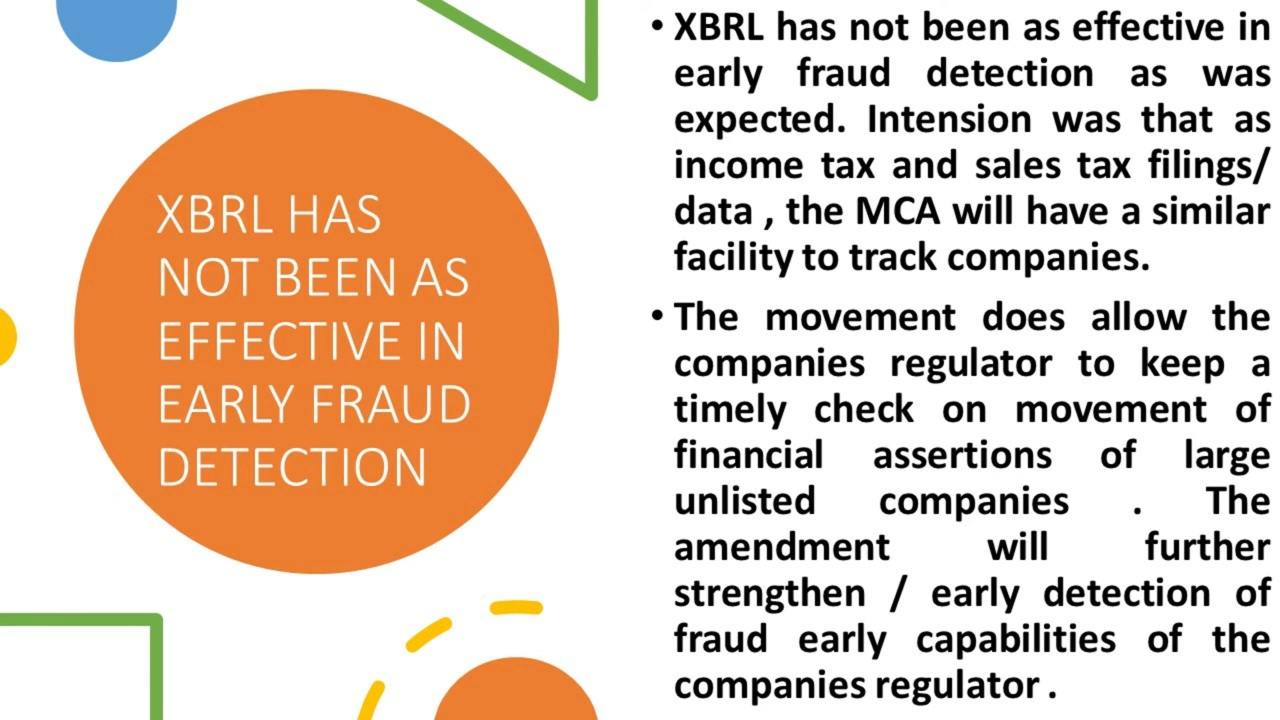 XBRL HAS
NOT BEEN AS
EFFECTIVE IN
EARLY FRAUD
DETECTION
• XBRL has not been as effective in
early fraud detection as was
expected. Intension was that as
income tax and sales tax filings/
data , the MCA will have a similar
facility to track companies.
• The movement does allow the
companies regulator to keep a
timely check on movement of
financial assertions of large
unlisted companies . The
amendment will further
strengthen / early detection of
fraud early capabilities of the
companies regulator .